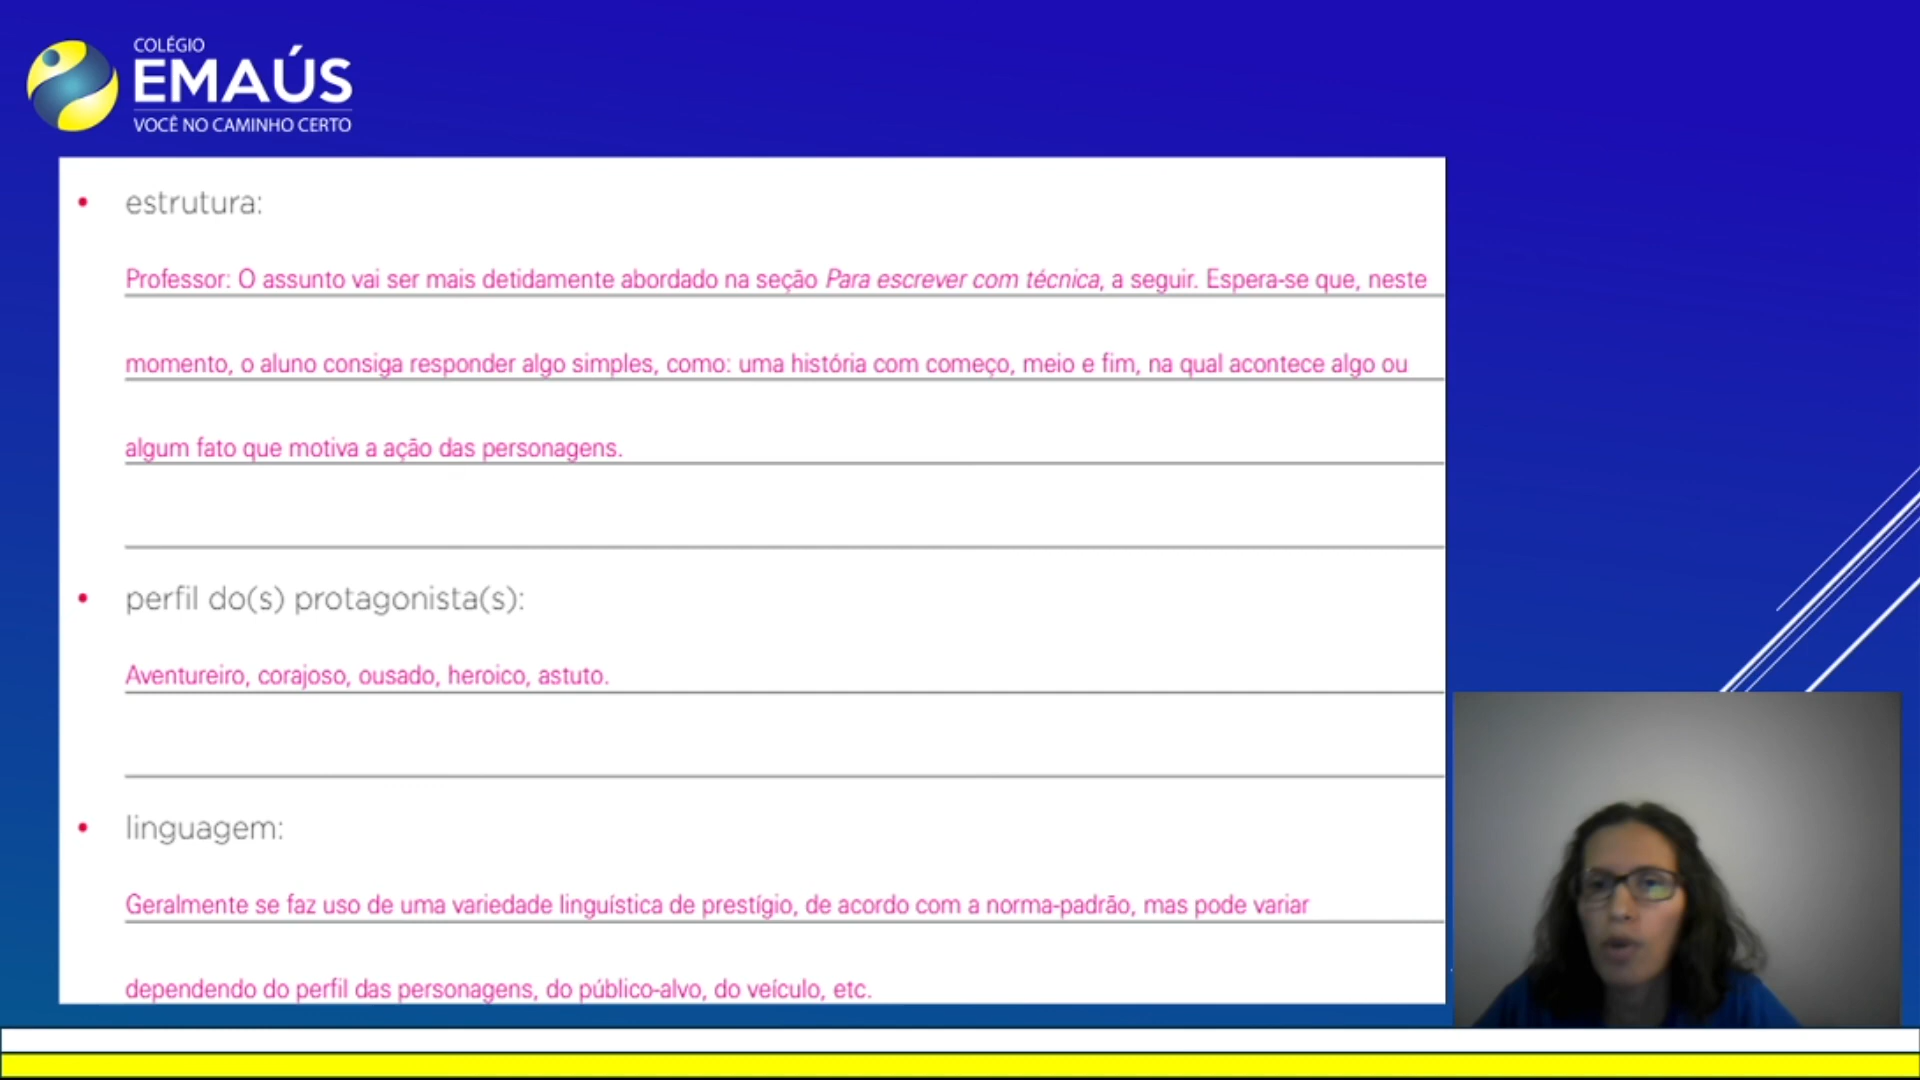 COLÉGIO
EMAÚS
VOCÊ NO CAMINHO CERTO
• estrutura:
Professor: O assunto vai ser mais detidamente abordado na seção Para escrever com técnica, a seguir. Espera-se que, neste
momento, o aluno consiga responder algo simples, como: uma história com começo, meio e fim, na qual acontece algo ou
algum fato que motiva a ação das personagens.
• perfil do(s) protagonista(s):
Aventureiro, corajoso, ousado, heroico, astuto.
• linguagem:
Geralmente se faz uso de uma variedade linguística de prestígio, de acordo com a norma-padrão, mas pode variar
dependendo do perfil das personagens, do público-alvo, do veículo, etc.